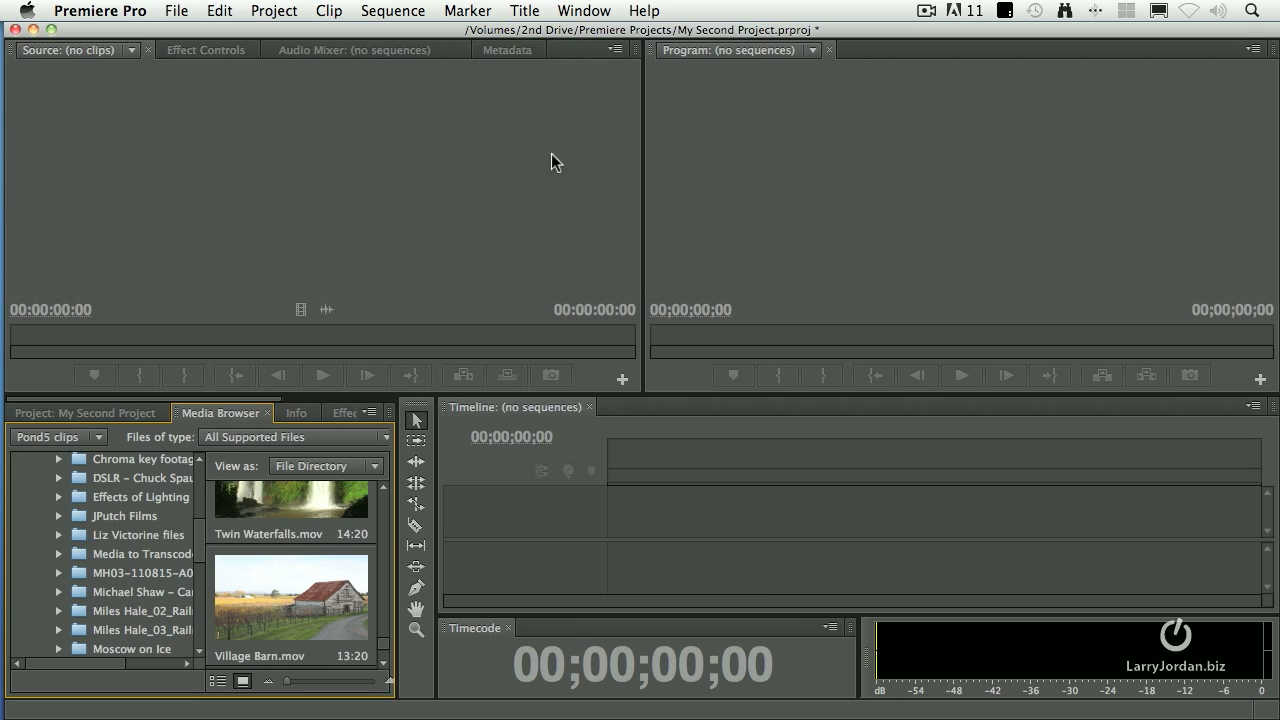 Premiere Pro File Edit Project Clip Sequence Marker Title Window Help 11
/Volumes/2nd Drive/Premiere Projects/My Second Project.prproj *
Source: (no clips) Effect Controls Audio Mixer: (no sequences) Metadata Program: (no sequences)
00:00:00:00 00:00:00:00 00;00;00;00 00;00;00;00
Project: My Second Project Media Browser Info Effec Timeline: (no sequences)
Pond5 clips Files of type: All Supported Files 00;00;00;00
Chroma key footag
View as: File Directory
DSLR – Chuck Spau
Effects of Lighting
JPutch Films
Liz Victorine files
Twin Waterfalls.mov 14:20
Media to Transcod
MH03-110815-A0
Michael Shaw – Ca
Miles Hale_02_Rail
Miles Hale_03_Rail
Moscow on Ice
Village Barn.mov 13:20
Timecode
00;00;00;00
LarryJordan.biz
dB -54 -48 -42 -36 -30 -24 -18 -12 -6 0